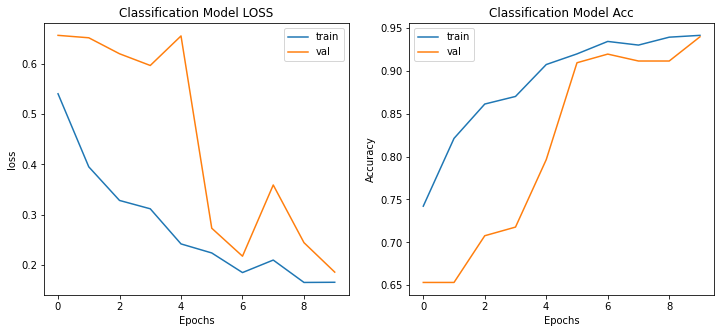 Classification Model LOSS
train
val
0.6
0.5
0.4
0.3
0.2
loss
0 2 4 6 8
Epochs
Classification Model Acc
train
val
0.95
0.90
0.85
0.80
0.75
0.70
0.65
Accuracy
0 2 4 6 8
Epochs